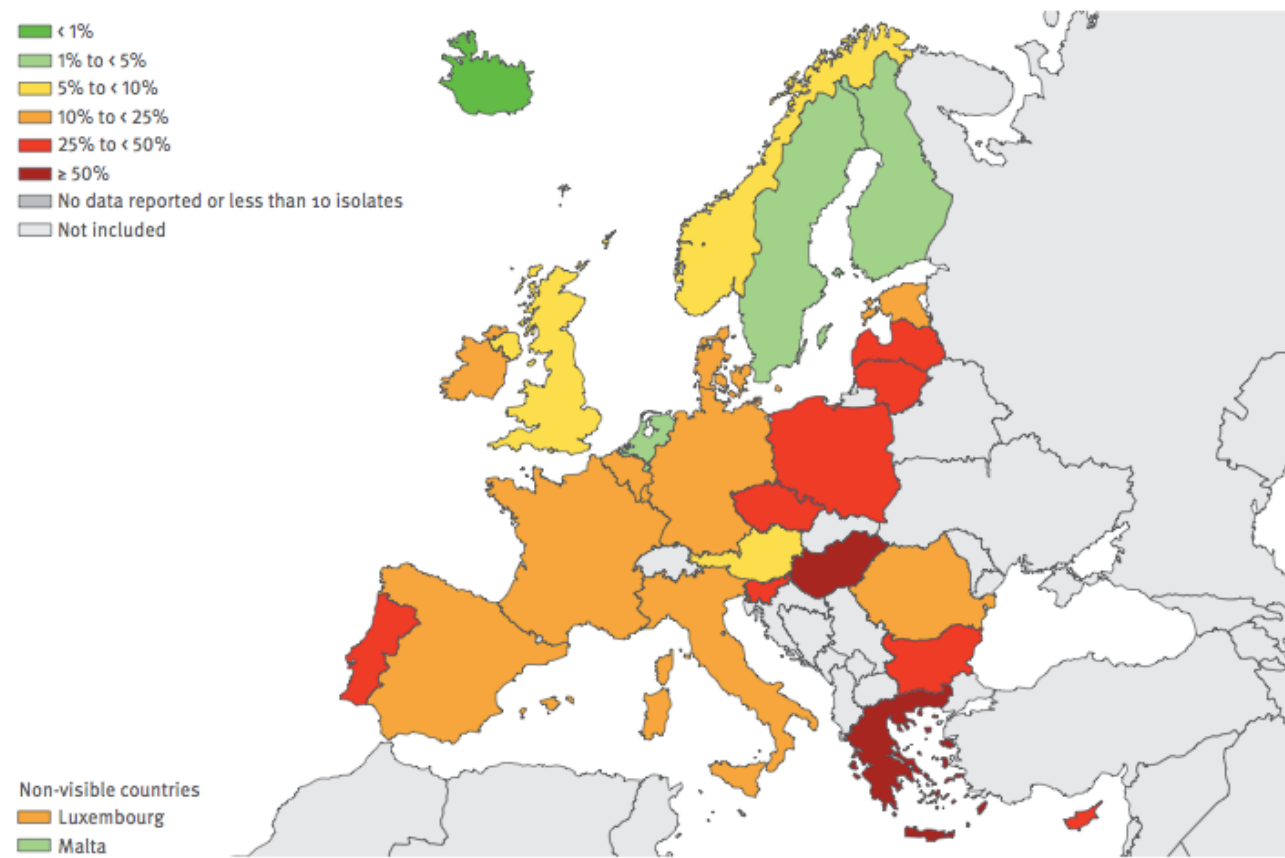 < 1%
1% to < 5%
5% to < 10%
10% to < 25%
25% to < 50%
≥ 50%
No data reported or less than 10 isolates
Not included
Non-visible countries
Luxembourg
Malta